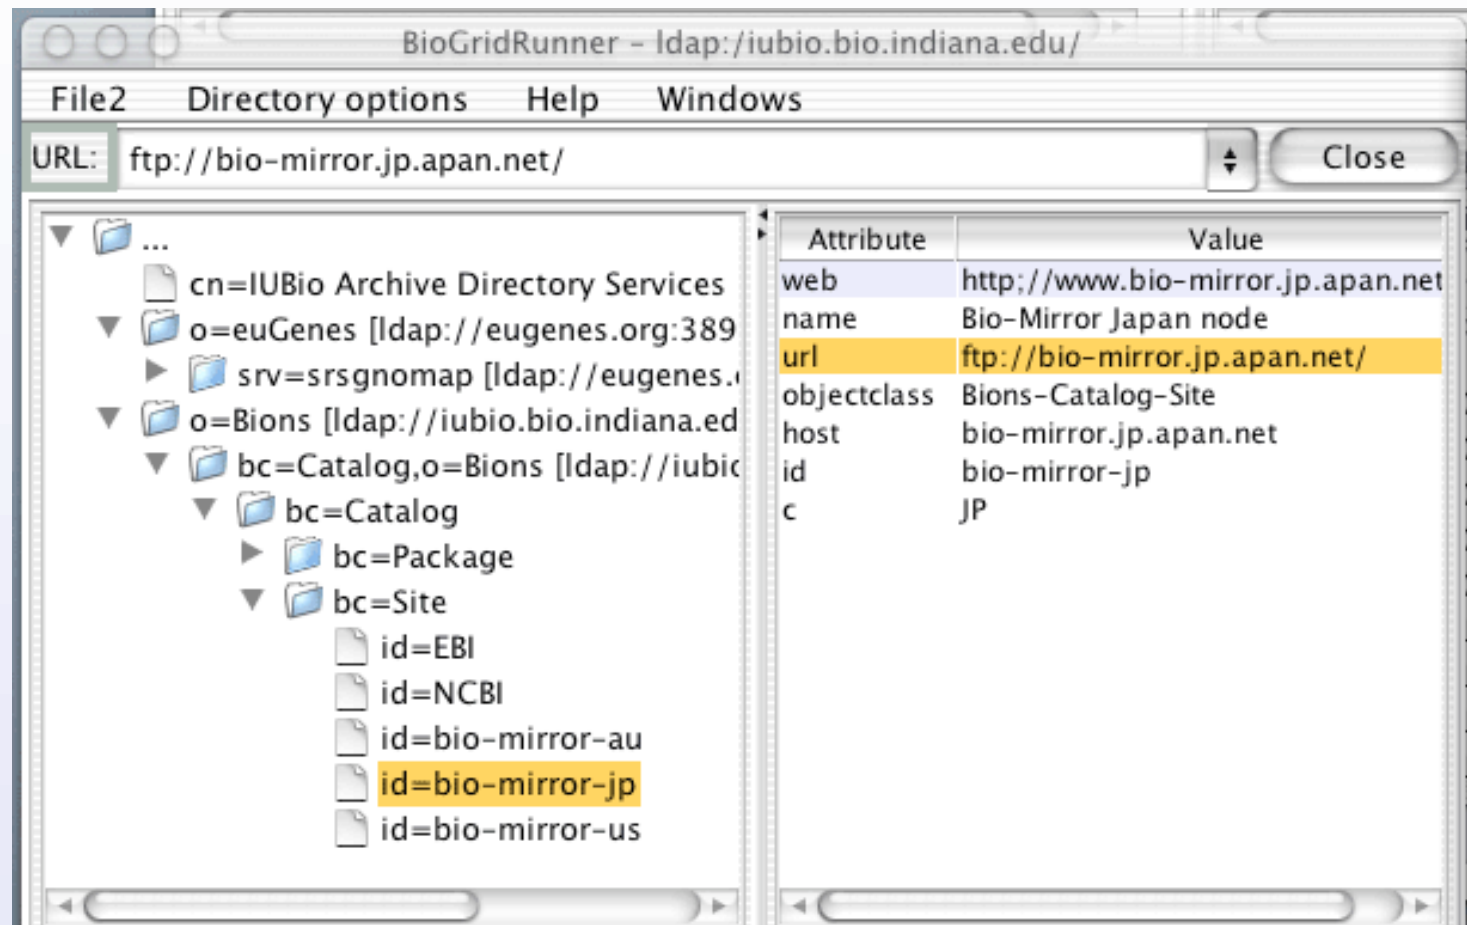 BioGridRunner – ldap:/iubio.bio.indiana.edu/
File2 Directory options Help Windows
URL: ftp://bio-mirror.jp.apan.net/ Close
...
cn=IUBio Archive Directory Services
o=euGenes [ldap://eugenes.org:389
srv=srsgnomap [ldap://eugenes.
o=Bions [ldap://iubio.bio.indiana.ed
bc=Catalog,o=Bions [ldap://iubio
bc=Catalog
bc=Package
bc=Site
id=EBI
id=NCBI
id=bio-mirror-au
id=bio-mirror-jp
id=bio-mirror-us
Attribute Value
web http;//www.bio-mirror.jp.apan.net
name Bio-Mirror Japan node
url ftp://bio-mirror.jp.apan.net/
objectclass Bions-Catalog-Site
host bio-mirror.jp.apan.net
id bio-mirror-jp
c JP